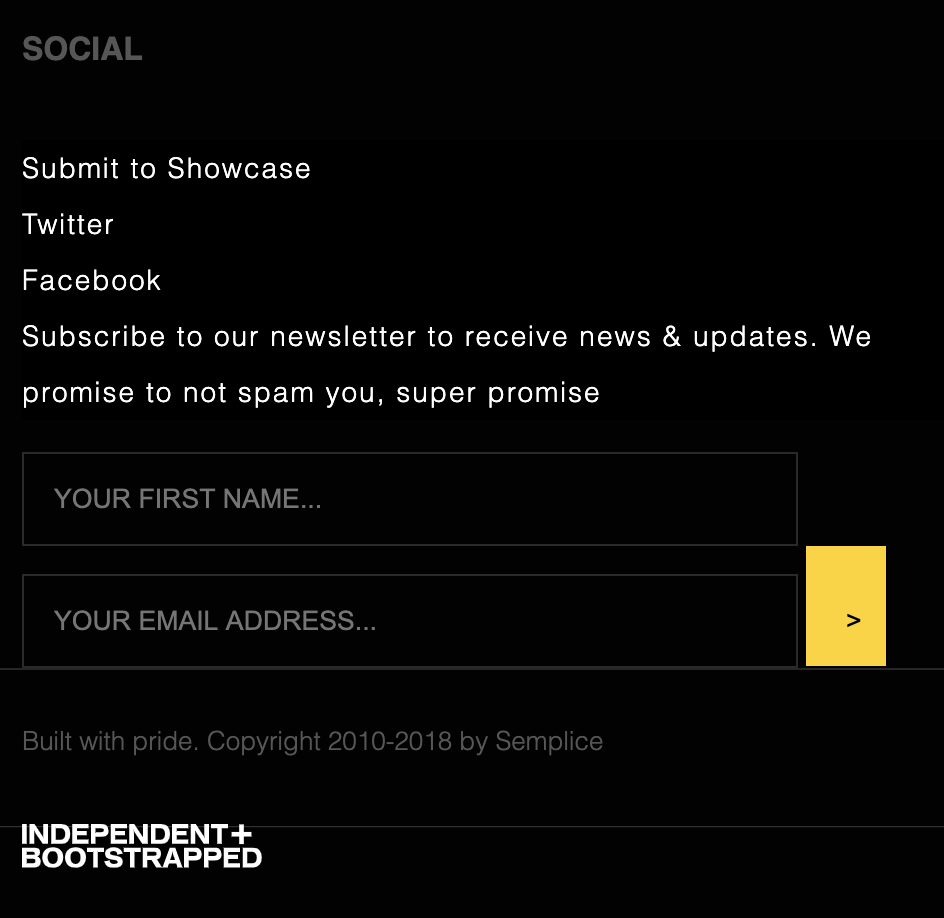 SOCIAL
Submit to Showcase
Twitter
Facebook
Subscribe to our newsletter to receive news & updates. We
promise to not spam you, super promise
YOUR FIRST NAME...
YOUR EMAIL ADDRESS...
>
Built with pride. Copyright 2010-2018 by Semplice
INDEPENDENT+
BOOTSTRAPPED